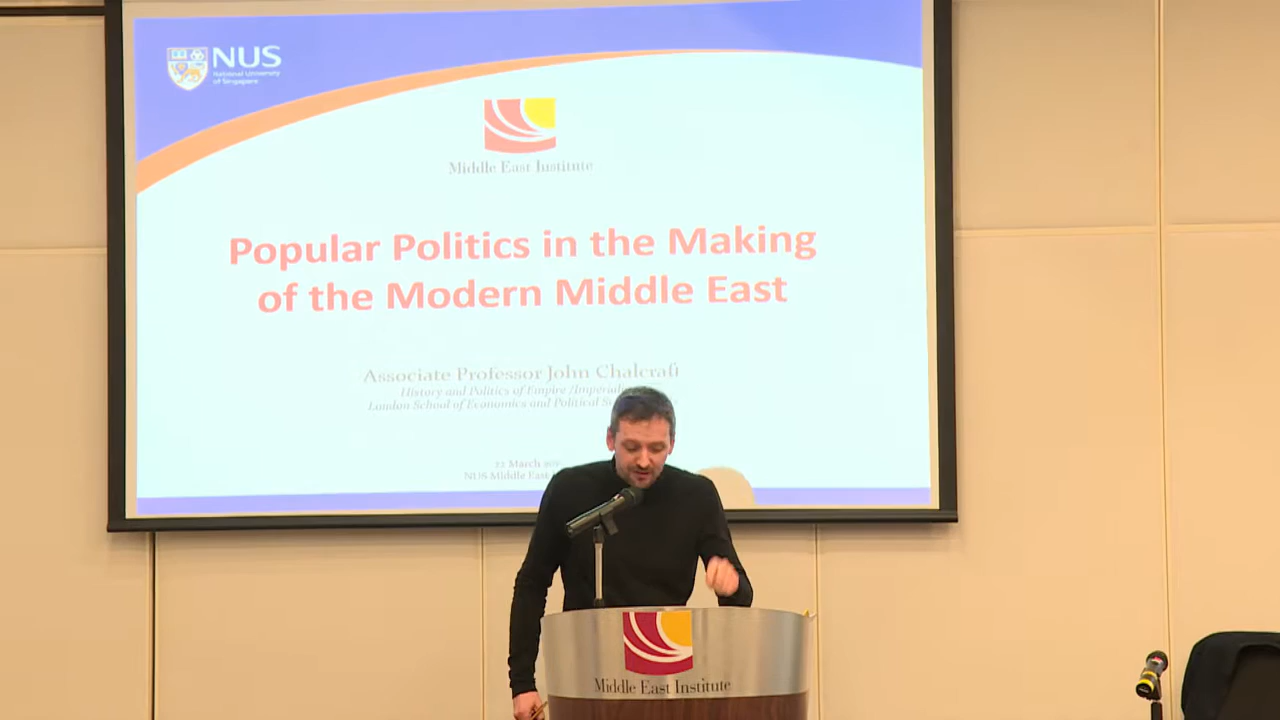 NUS
National University
of Singapore
Middle East Institute
Popular Politics in the Making
of the Modern Middle East
Associate Professor John Chalcraft
History and Politics of Empire /Imperial
London School of Economics and Political
March
NUS Middle East
Middle East Institute